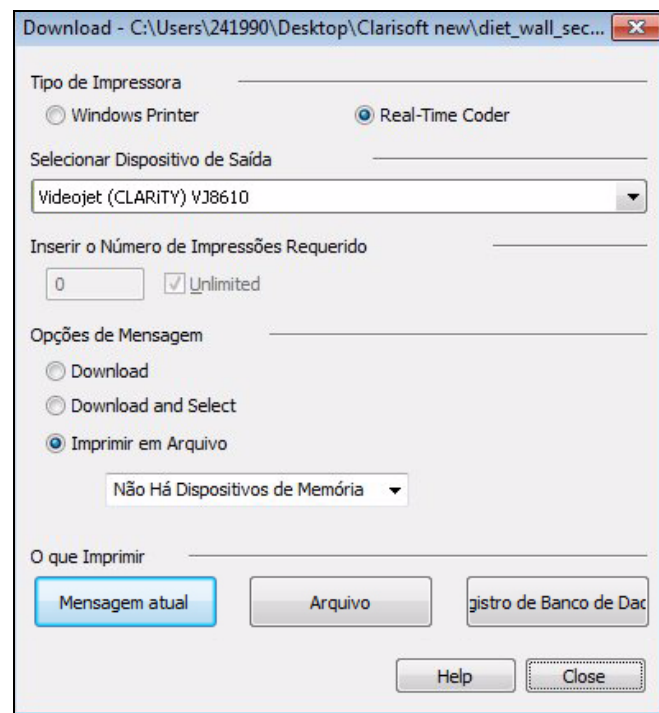 Download - C:\Users\241990\Desktop\Clarisoft new\diet_wall_sec...
Tipo de Impressora
Windows Printer Real-Time Coder
Selecionar Dispositivo de Saída
Videojet (CLARiTY) VJ8610
Inserir o Número de Impressões Requerido
0 Unlimited
Opções de Mensagem
Download
Download and Select
Imprimir em Arquivo
Não Há Dispositivos de Memória
O que Imprimir
Mensagem atual Arquivo gistro de Banco de Dac
Help Close